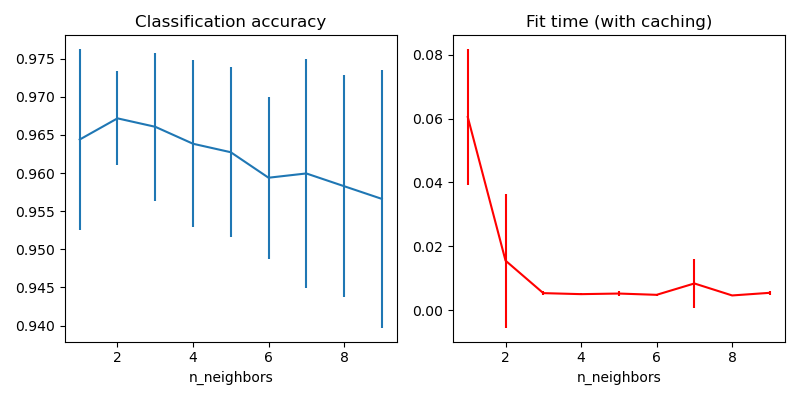 Classification accuracy
0.975
0.970
0.965
0.960
0.955
0.950
0.945
0.940
2 4 6 8
n_neighbors
Fit time (with caching)
0.08
0.06
0.04
0.02
0.00
2 4 6 8
n_neighbors